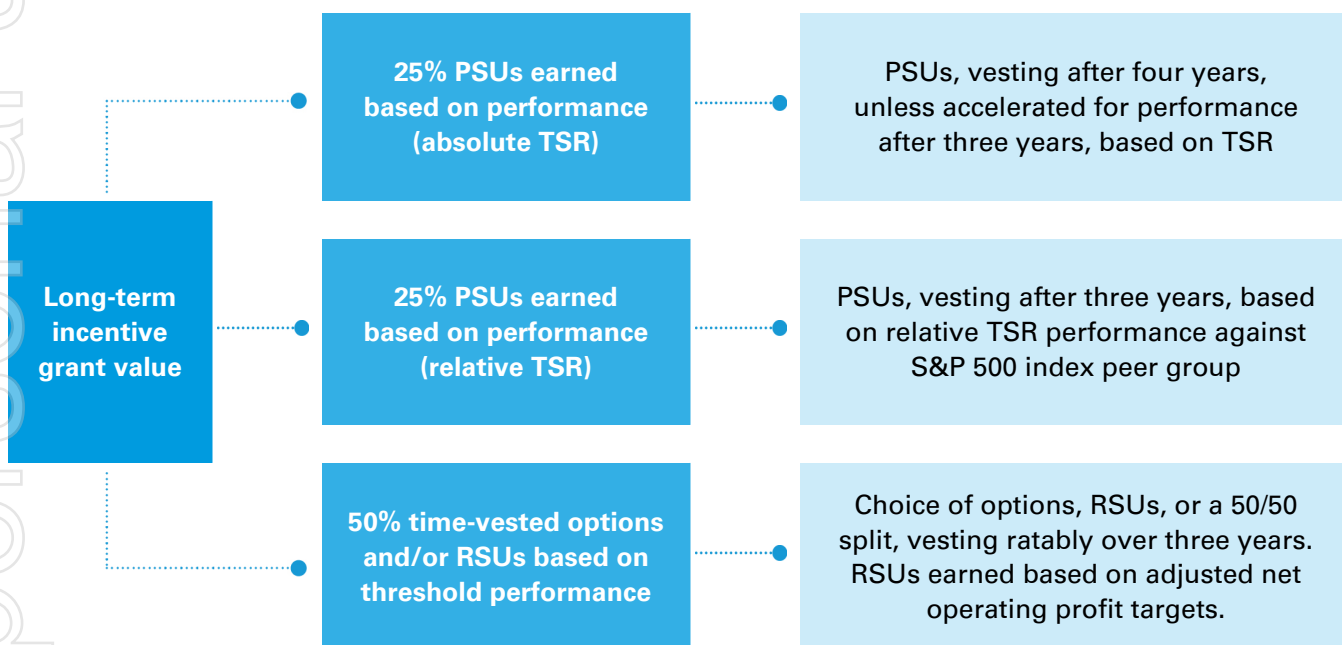 Long-term
incentive
grant value
25% PSUs earned
based on performance
(absolute TSR)
PSUs, vesting after four years,
unless accelerated for performance
after three years, based on TSR
25% PSUs earned
based on performance
(relative TSR)
PSUs, vesting after three years, based
on relative TSR performance against
S&P 500 index peer group
50% time-vested options
and/or RSUs based on
threshold performance
Choice of options, RSUs, or a 50/50
split, vesting ratably over three years.
RSUs earned based on adjusted net
operating profit targets.